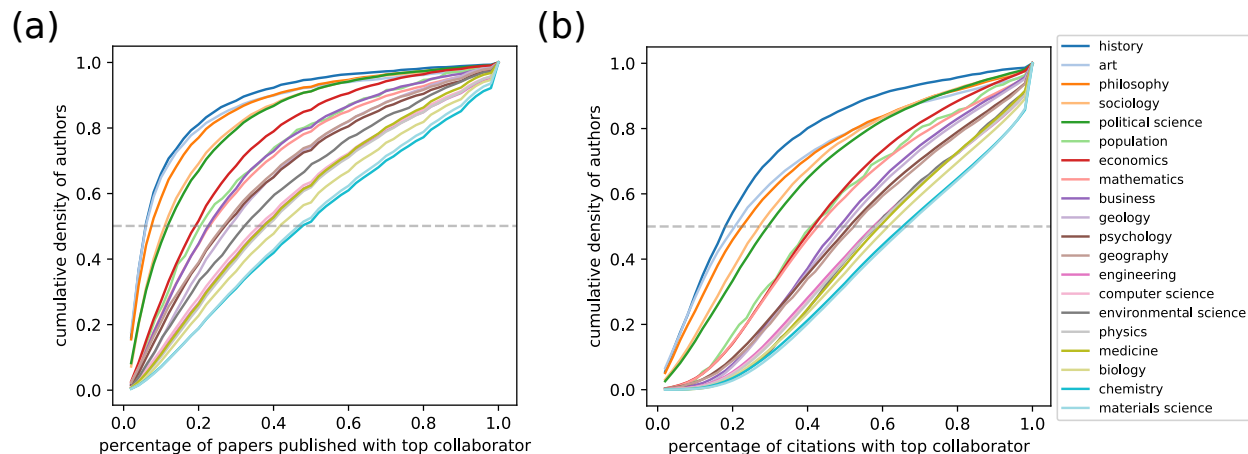 (a)
cumulative density of authors
1.0
0.8
0.6
0.4
0.2
0.0
0.0 0.2 0.4 0.6 0.8 1.0
percentage of papers published with top collaborator
(b)
cumulative density of authors
1.0
0.8
0.6
0.4
0.2
0.0
0.0 0.2 0.4 0.6 0.8 1.0
percentage of citations with top collaborator
history
art
philosophy
sociology
political science
population
economics
mathematics
business
geology
psychology
geography
engineering
computer science
environmental science
physics
medicine
biology
chemistry
materials science